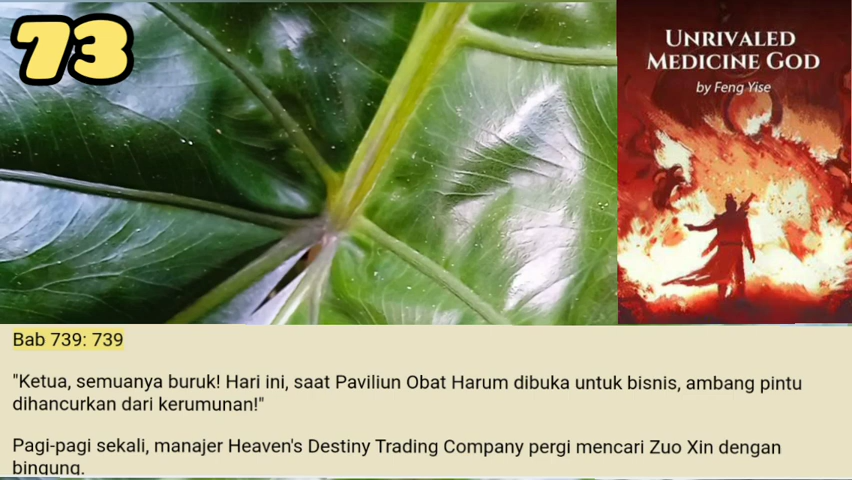 73
UNRIVALED
MEDICINE GOD
by Feng Yise
Bab 739: 739
"Ketua, semuanya buruk! Hari ini, saat Paviliun Obat Harum dibuka untuk bisnis, ambang pintu
dihancurkan dari kerumunan!"
Pagi-pagi sekali, manajer Heaven's Destiny Trading Company pergi mencari Zuo Xin dengan
bingung.